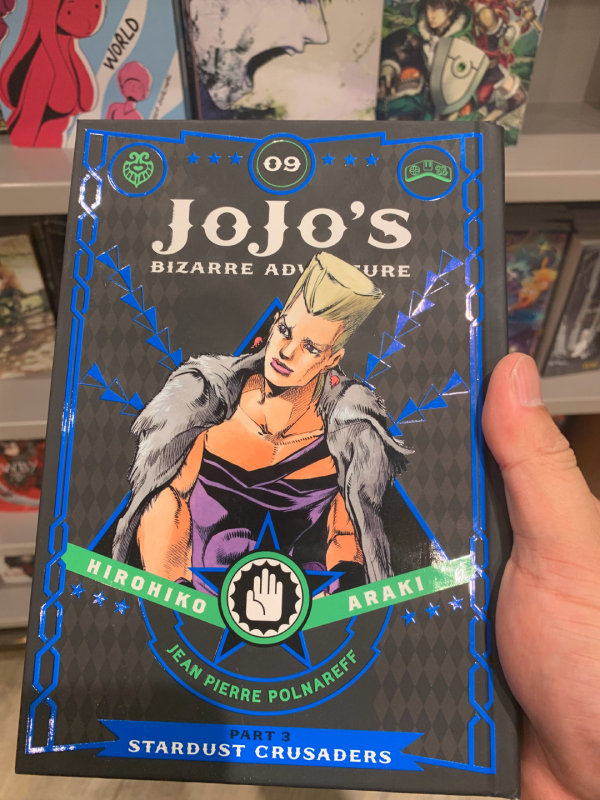 WORLD
09
JOJO'S
BIZARRE ADVENTURE
HIROHIKO ARAKI
JEAN PIERRE POLNAREFF
PART 3
STARDUST CRUSADERS